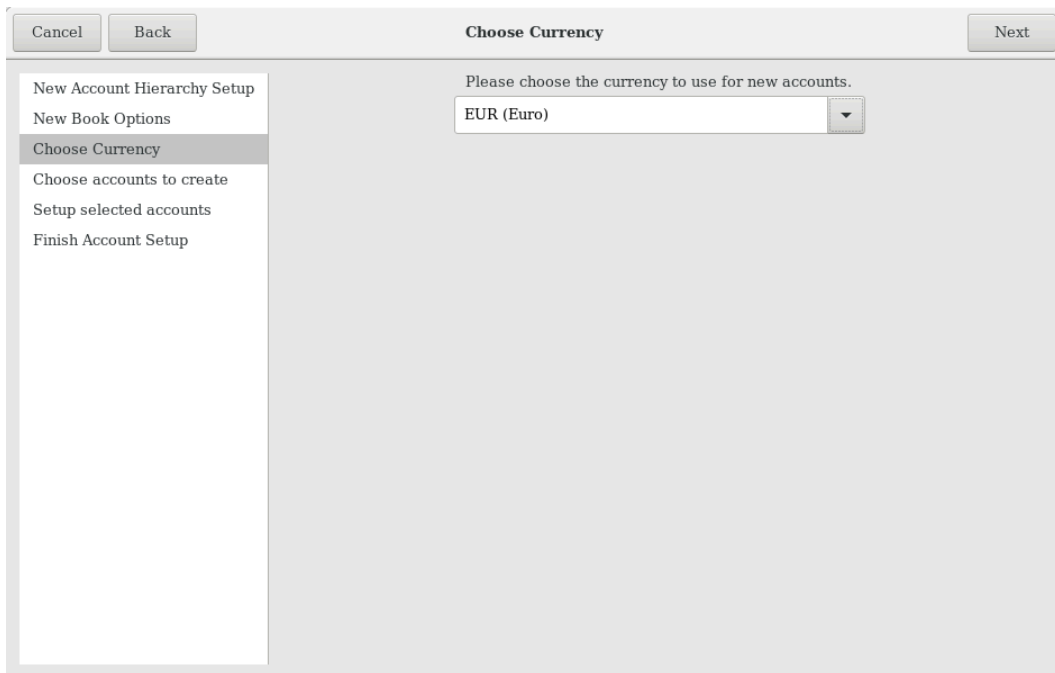 Cancel
Back
Choose Currency
Next
New Account Hierarchy Setup
New Book Options
Choose Currency
Choose accounts to create
Setup selected accounts
Finish Account Setup
Please choose the currency to use for new accounts.
EUR (Euro)